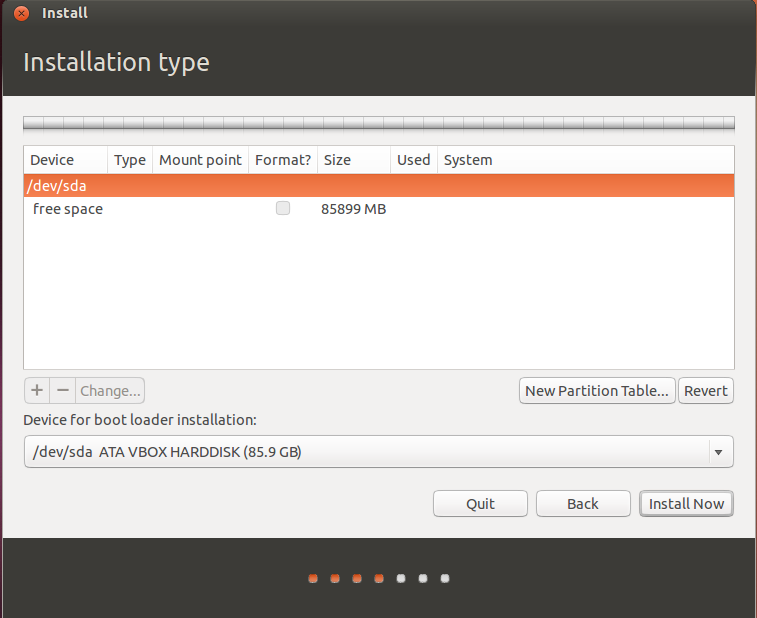 Install
Installation type
Device Type Mount point Format? Size Used System
/dev/sda
free space 85899 MB
+ − Change... New Partition Table... Revert
Device for boot loader installation:
/dev/sda ATA VBOX HARDDISK (85.9 GB)
Quit Back Install Now